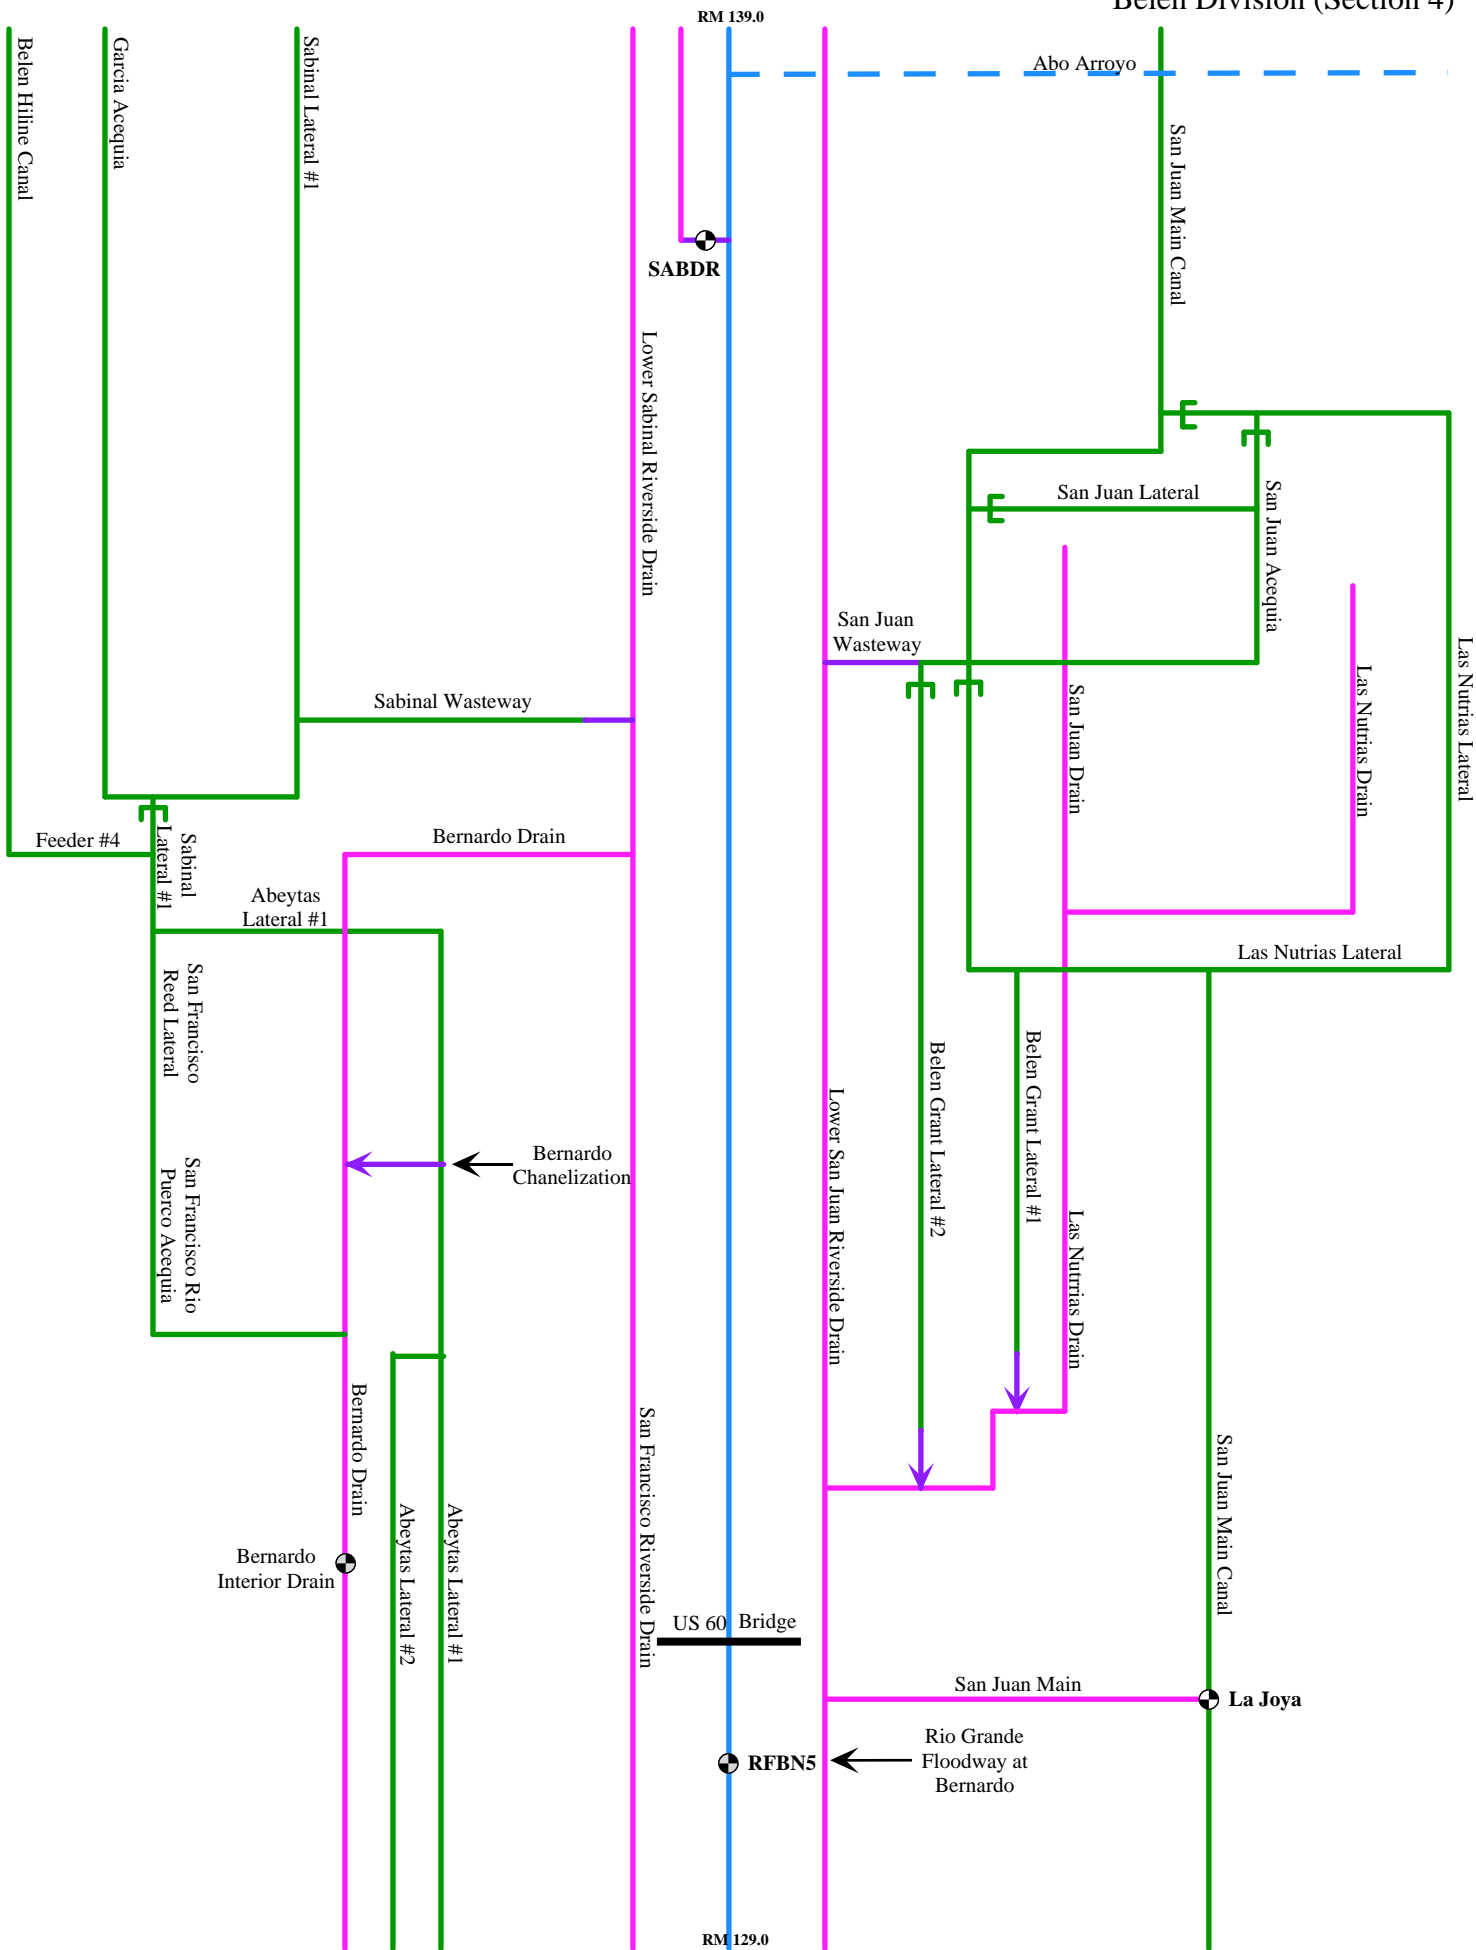 Belen Division (Section 4)
RM 139.0
Abo Arroyo
Belen Hiline Canal
Garcia Acequia
Sabinal Lateral #1
San Juan Main Canal
SABDR
Lower Sabinal Riverside Drain
San Juan Lateral
San Juan Acequia
San Juan
Wasteway
Las Nutrias Lateral
Las Nutrias Drain
San Juan Drain
Sabinal Wasteway
Feeder #4
Sabinal
Lateral #1
Bernardo Drain
Abeytas
Lateral #1
Las Nutrias Lateral
San Francisco
Reed Lateral
Belen Grant Lateral #2
Belen Grant Lateral #1
Lower San Juan Riverside Drain
Bernardo
Chanelization
San Francisco Rio
Puerco Acequia
Las Nutrrias Drain
Bernardo Drain
San Francisco Riverside Drain
San Juan Main Canal
Abeytas Lateral #2
Abeytas Lateral #1
Bernardo
Interior Drain
US 60 Bridge
San Juan Main
La Joya
Rio Grande
Floodway at
Bernardo
RFBN5
RM 129.0